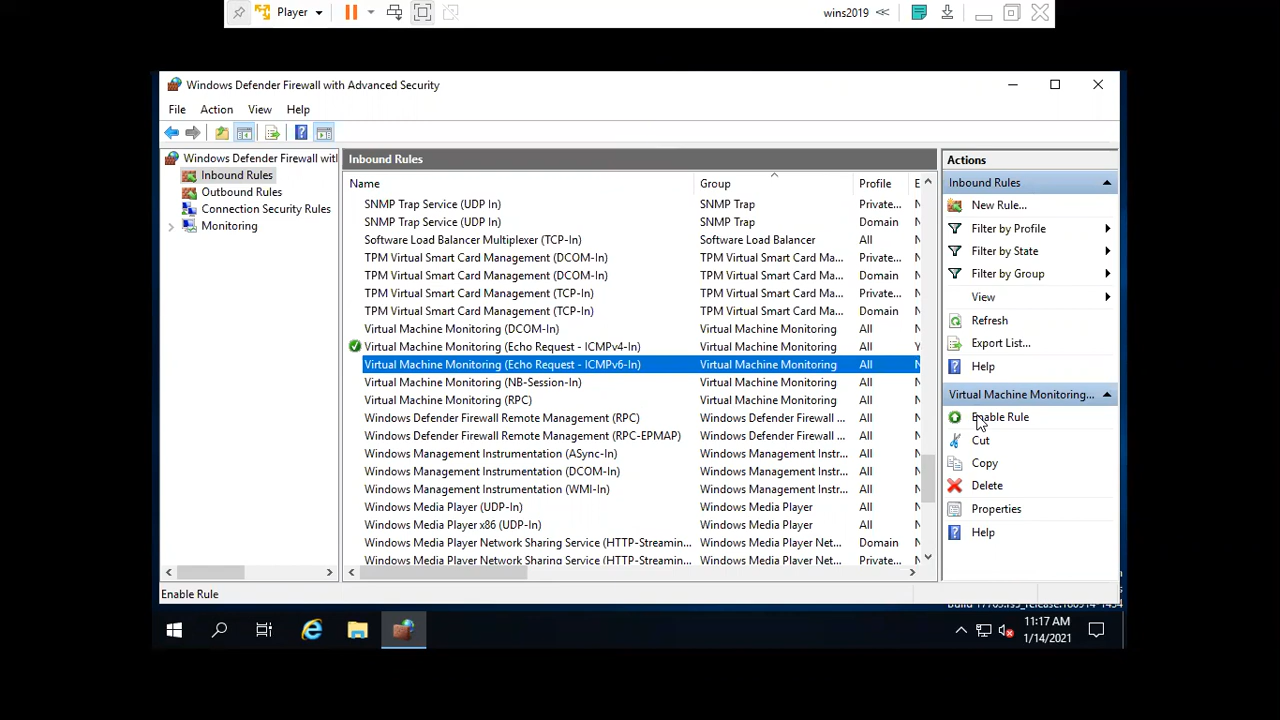 Player
wins2019
Windows Defender Firewall with Advanced Security
File Action View Help
Windows Defender Firewall wit
Inbound Rules
Outbound Rules
Connection Security Rules
Monitoring
Inbound Rules
Name Group Profile E
SNMP Trap Service (UDP In) SNMP Trap Private... N
SNMP Trap Service (UDP In) SNMP Trap Domain N
Software Load Balancer Multiplexer (TCP-In) Software Load Balancer All N
TPM Virtual Smart Card Management (DCOM-In) TPM Virtual Smart Card Ma... Private... N
TPM Virtual Smart Card Management (DCOM-In) TPM Virtual Smart Card Ma... Domain N
TPM Virtual Smart Card Management (TCP-In) TPM Virtual Smart Card Ma... Private... N
TPM Virtual Smart Card Management (TCP-In) TPM Virtual Smart Card Ma... Domain N
Virtual Machine Monitoring (DCOM-In) Virtual Machine Monitoring All N
Virtual Machine Monitoring (Echo Request - ICMPv4-In) Virtual Machine Monitoring All Y
Virtual Machine Monitoring (Echo Request - ICMPv6-In) Virtual Machine Monitoring All N
Virtual Machine Monitoring (NB-Session-In) Virtual Machine Monitoring All N
Virtual Machine Monitoring (RPC) Virtual Machine Monitoring All N
Windows Defender Firewall Remote Management (RPC) Windows Defender Firewall ... All N
Windows Defender Firewall Remote Management (RPC-EPMAP) Windows Defender Firewall ... All N
Windows Management Instrumentation (ASync-In) Windows Management Instr... All N
Windows Management Instrumentation (DCOM-In) Windows Management Instr... All N
Windows Management Instrumentation (WMI-In) Windows Management Instr... All N
Windows Media Player (UDP-In) Windows Media Player All N
Windows Media Player x86 (UDP-In) Windows Media Player All N
Windows Media Player Network Sharing Service (HTTP-Streamin... Windows Media Player Net... Domain N
Windows Media Player Network Sharing Service (HTTP-Streamin... Windows Media Player Net... Private... N
Actions
Inbound Rules
New Rule...
Filter by Profile
Filter by State
Filter by Group
View
Refresh
Export List...
Help
Virtual Machine Monitoring...
Enable Rule
Cut
Copy
Delete
Properties
Help
Enable Rule
11:17 AM
1/14/2021